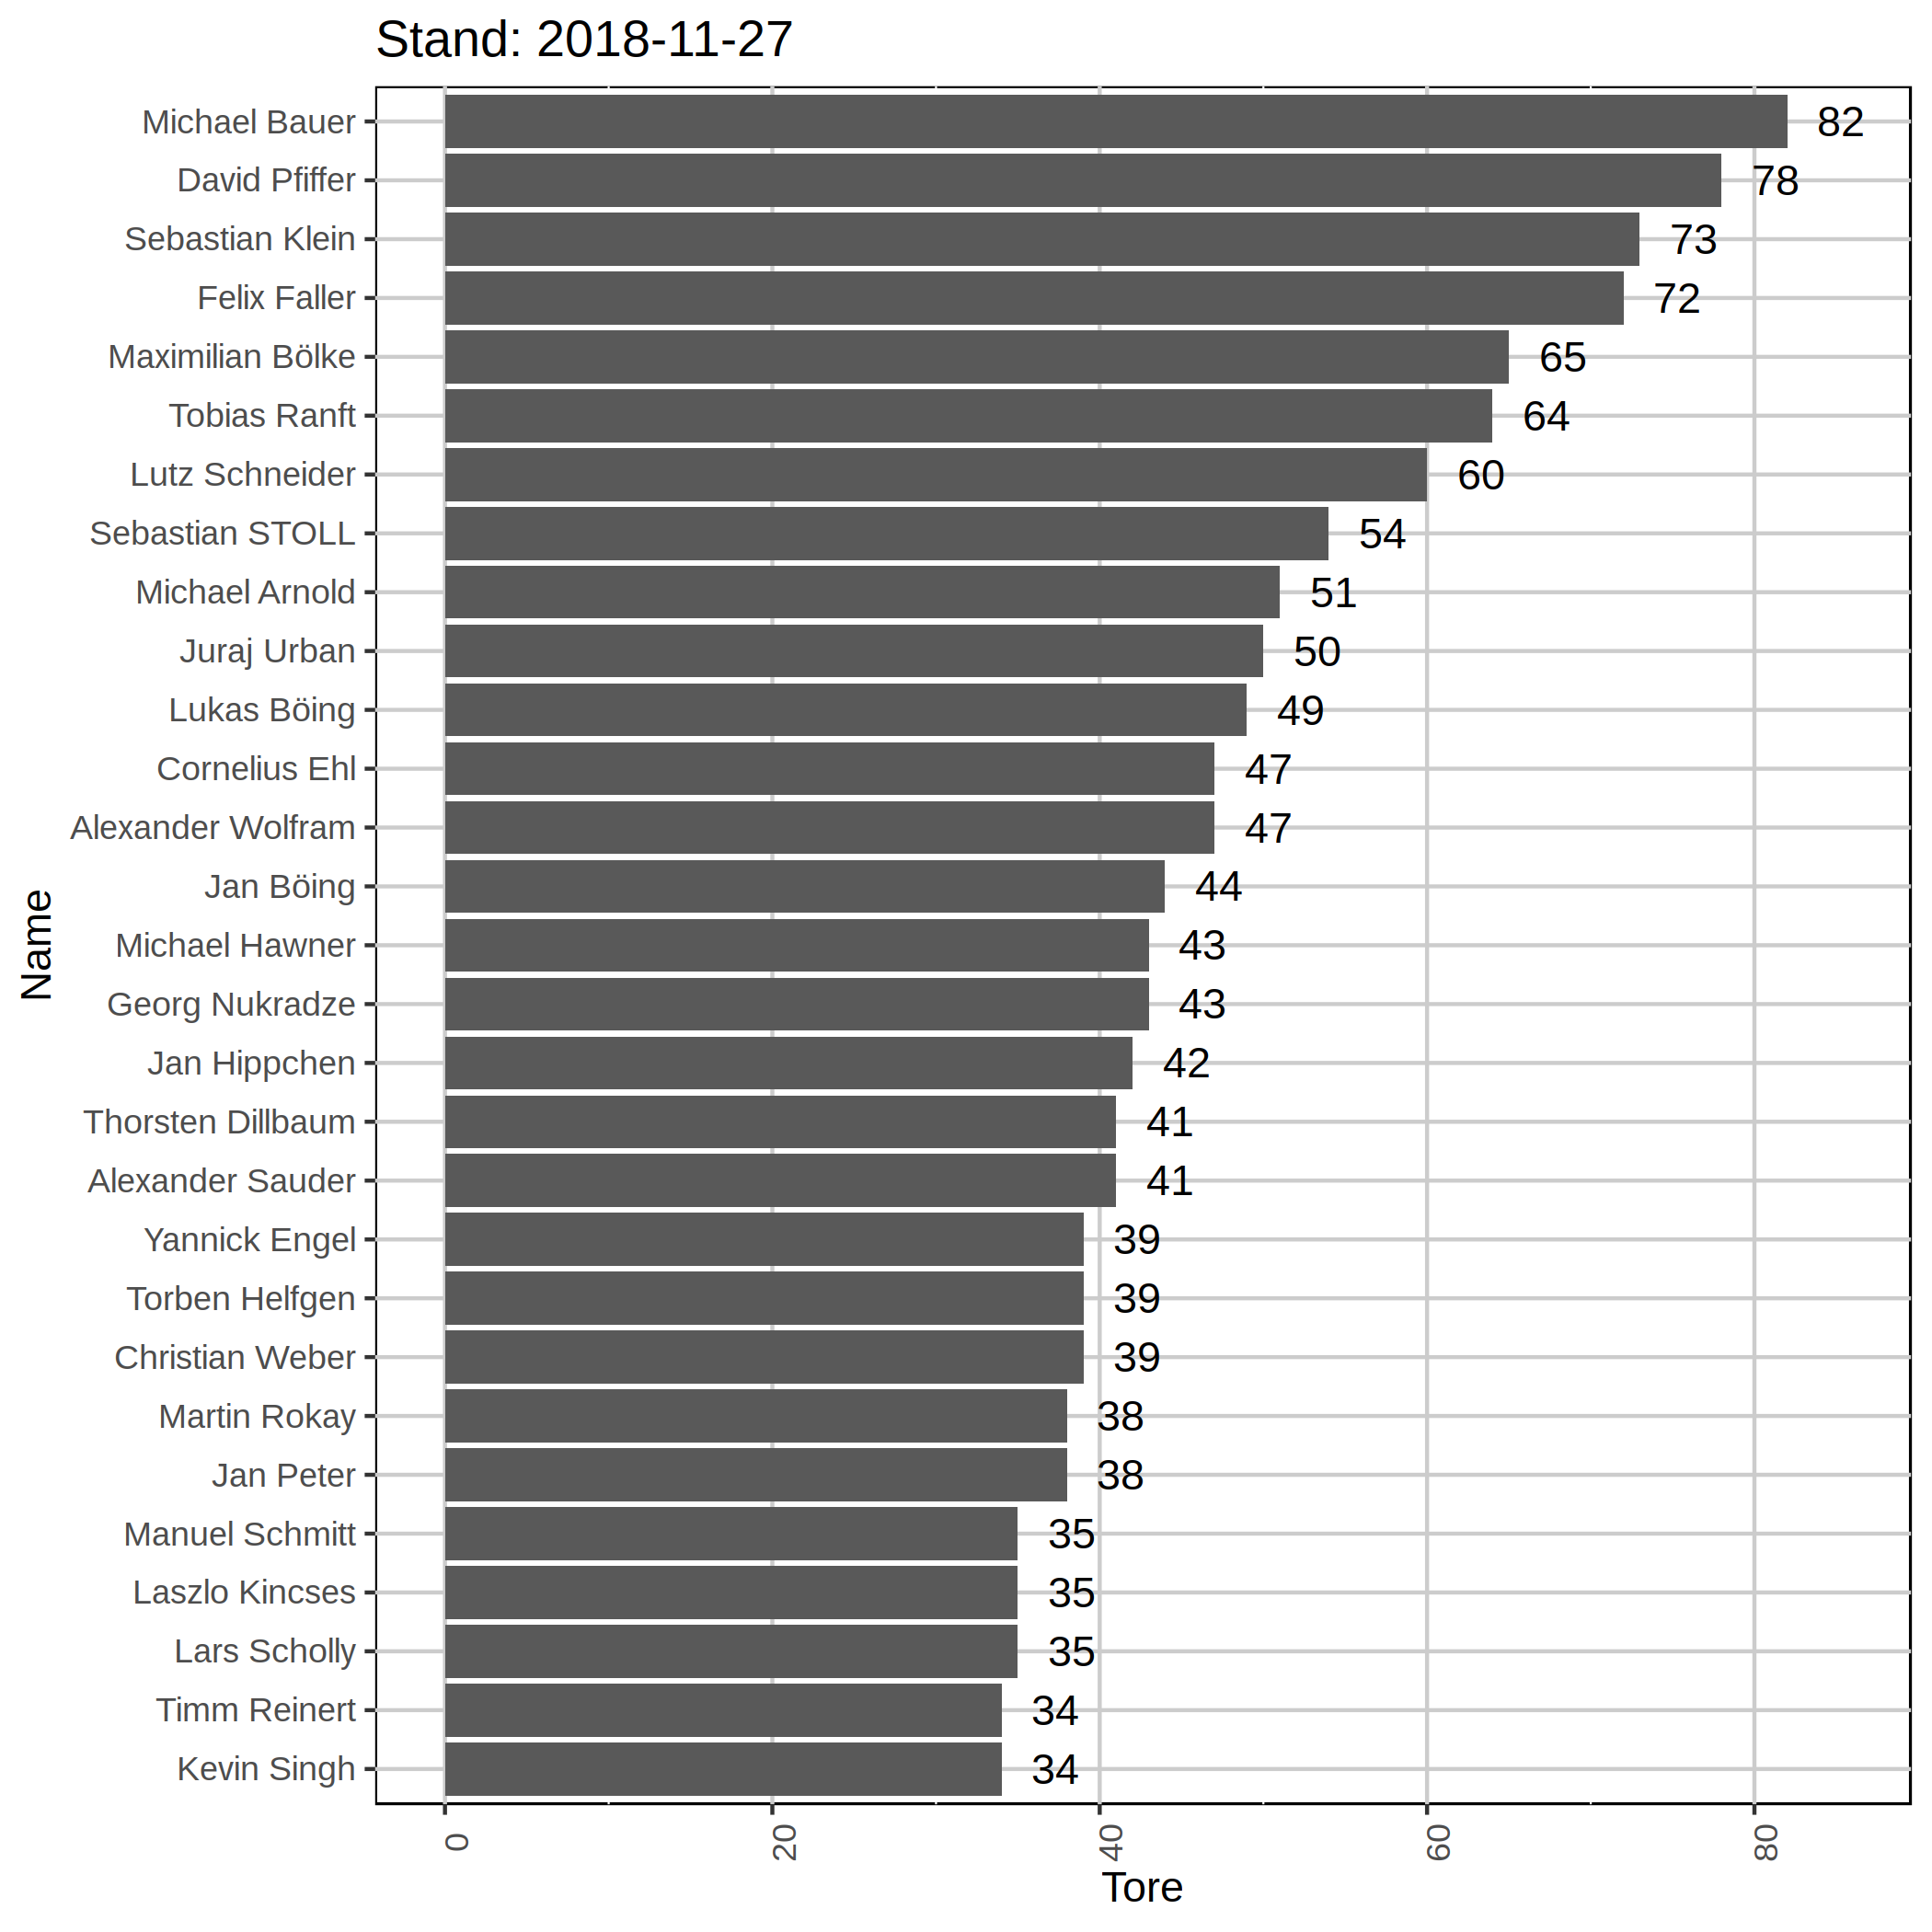 Stand: 2018-11-27
Michael Bauer 82
David Pfiffer 78
Sebastian Klein 73
Felix Faller 72
Maximilian Bölke 65
Tobias Ranft 64
Lutz Schneider 60
Sebastian STOLL 54
Michael Arnold 51
Juraj Urban 50
Lukas Böing 49
Cornelius Ehl 47
Alexander Wolfram 47
Jan Böing 44
Michael Hawner 43
Georg Nukradze 43
Jan Hippchen 42
Thorsten Dillbaum 41
Alexander Sauder 41
Yannick Engel 39
Torben Helfgen 39
Christian Weber 39
Martin Rokay 38
Jan Peter 38
Manuel Schmitt 35
Laszlo Kincses 35
Lars Scholly 35
Timm Reinert 34
Kevin Singh 34
Name
0 20 40 60 80
Tore